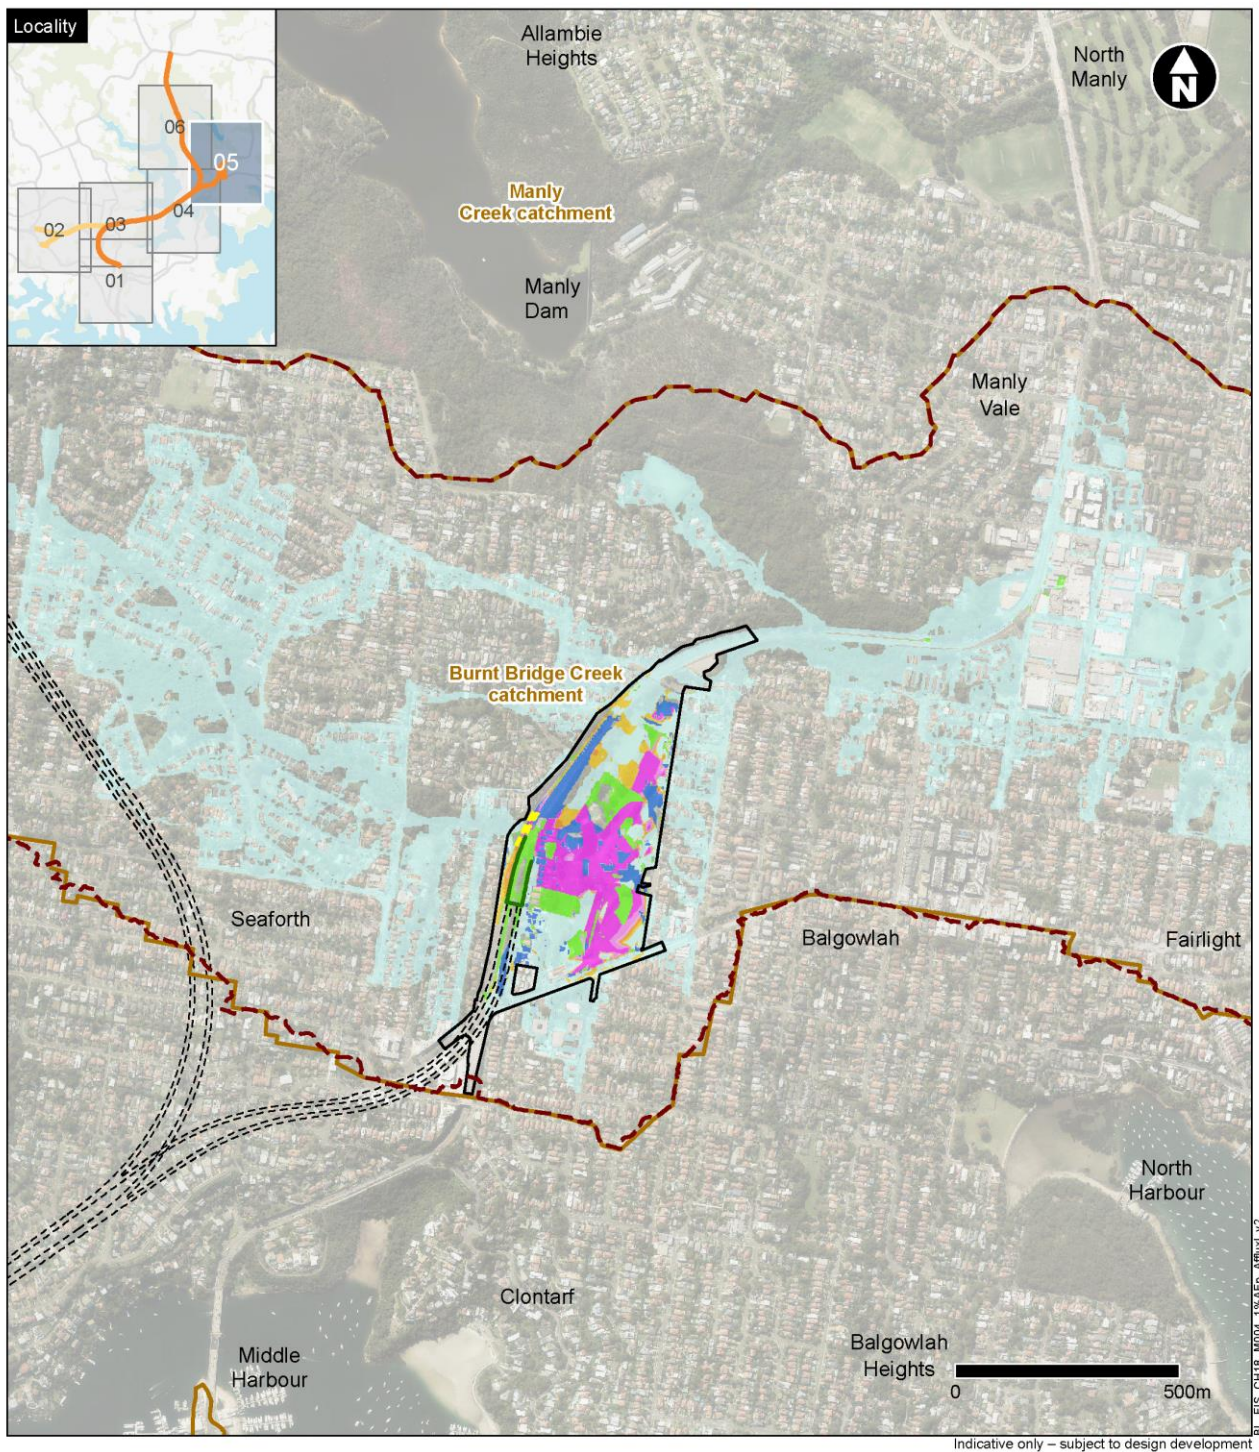 Locality
06
05
04
03
02
01
Allambie
Heights
North
Manly
N
Manly
Creek catchment
Manly
Dam
Manly
Vale
Burnt Bridge Creek
catchment
Seaforth
Balgowlah
Fairlight
North
Harbour
Clontarf
Balgowlah
Heights
Middle
Harbour
0
500m
Indicative only – subject to design development